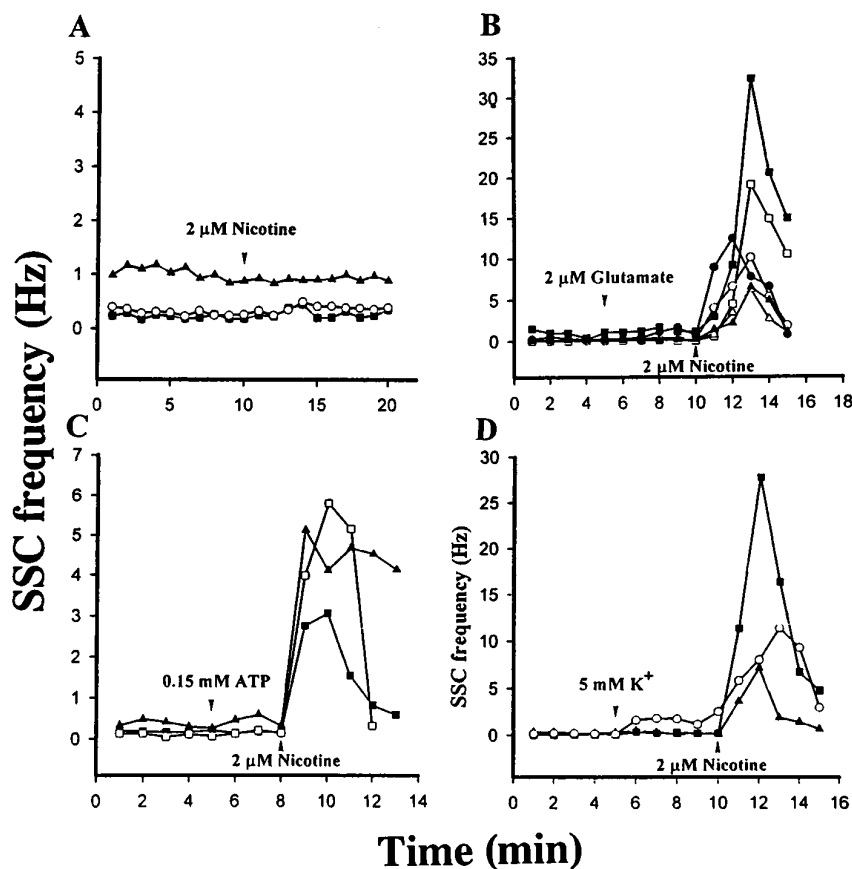 A
B
5
4
3
2
1
0
2 μM Nicotine
0 5 10 15 20
35
30
25
20
15
10
5
0
2 μM Glutamate
2 μM Nicotine
0 2 4 6 8 10 12 14 16 18
SSC frequency (Hz)
C
D
7
6
5
4
3
2
1
0
0.15 mM ATP
2 μM Nicotine
0 2 4 6 8 10 12 14
SSC frequency (Hz)
30
25
20
15
10
5
0
5 mM K⁺
2 μM Nicotine
0 2 4 6 8 10 12 14 16
Time (min)